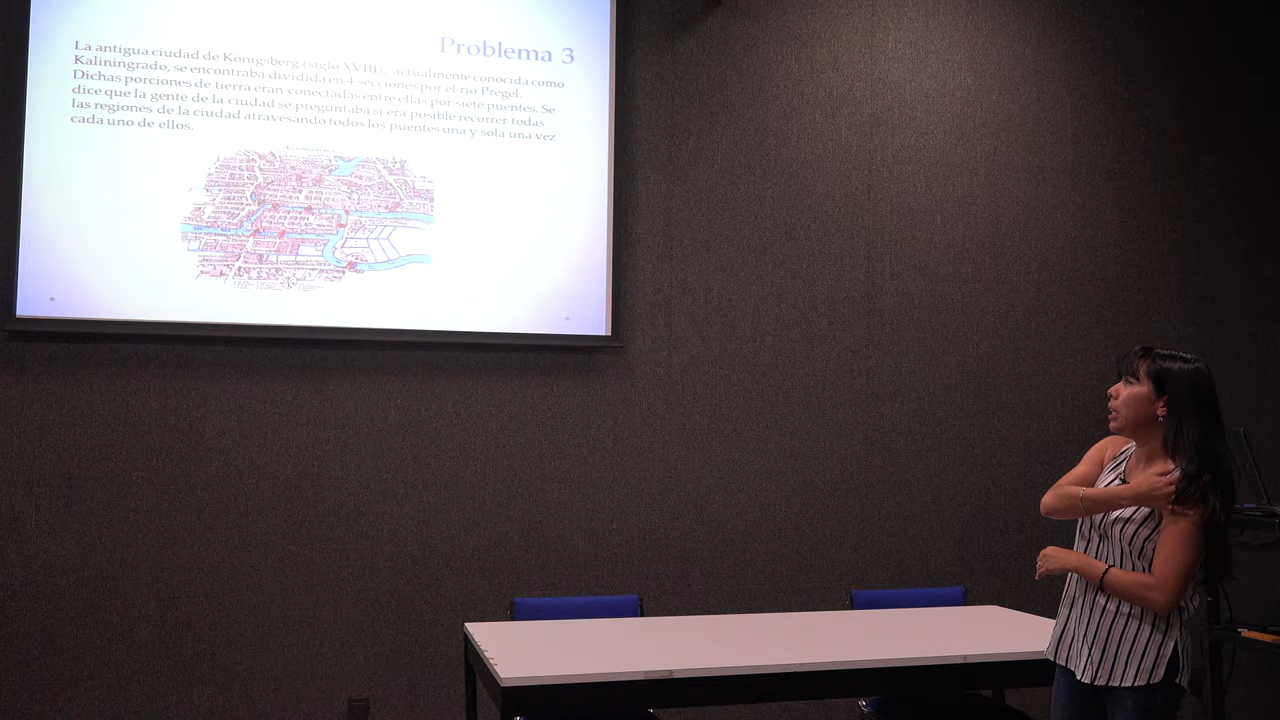 Problema 3
La antigua ciudad de Königsberg (siglo XVIII), actualmente conocida como
Kaliningrado, se encontraba dividida en 4 secciones por el río Pregel.
Dichas porciones de tierra eran conectadas entre ellas por siete puentes. Se
dice que la gente de la ciudad se preguntaba si era posible recorrer todas
las regiones de la ciudad atravesando todos los puentes una y sola una vez
cada uno de ellos.